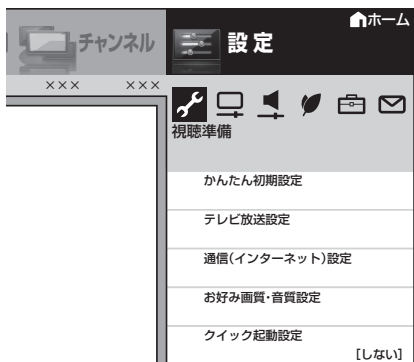 ホーム
チャンネル
設定
××× ×××
視聴準備
かんたん初期設定
テレビ放送設定
通信(インターネット)設定
お好み画質・音質設定
クイック起動設定
[しない]